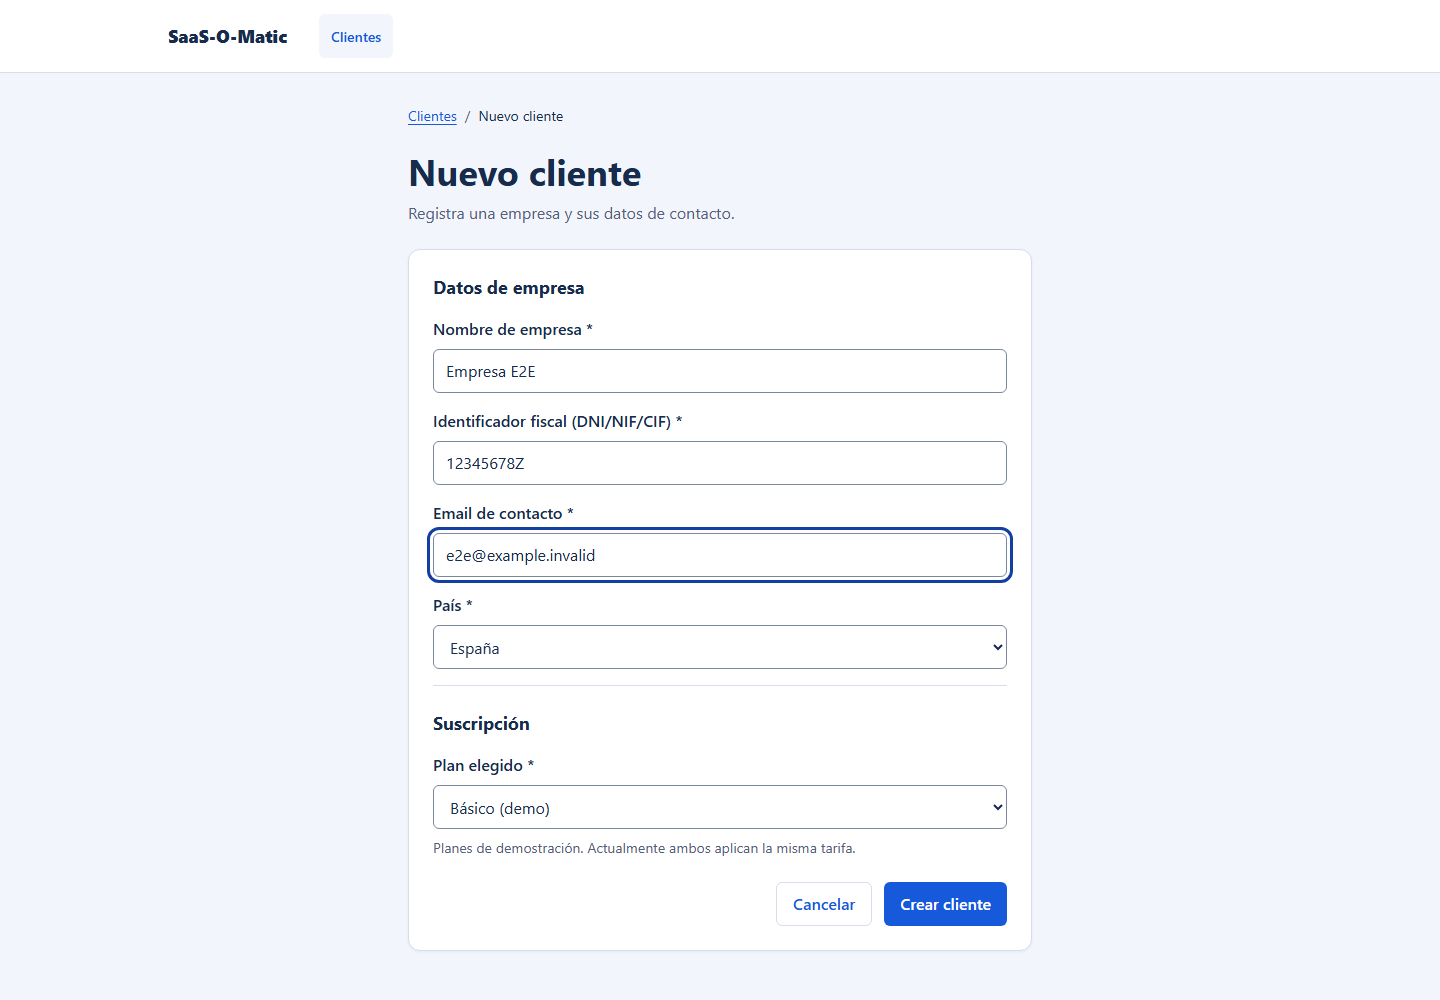 SaaS-O-Matic
Clientes
Clientes / Nuevo cliente
Nuevo cliente
Registra una empresa y sus datos de contacto.
Datos de empresa
Nombre de empresa *
Empresa E2E
Identificador fiscal (DNI/NIF/CIF) *
12345678Z
Email de contacto *
e2e@example.invalid
País *
España
Suscripción
Plan elegido *
Básico (demo)
Planes de demostración. Actualmente ambos aplican la misma tarifa.
Cancelar
Crear cliente